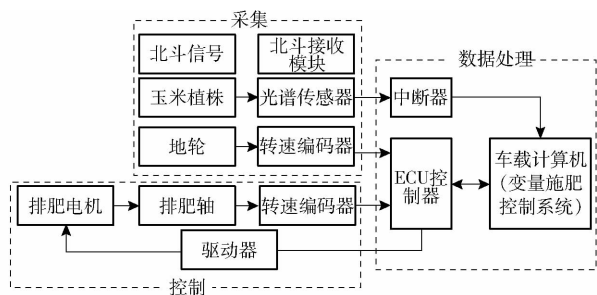 采集
北斗信号
北斗接收
模块
数据处理
玉米植株
光谱传感器
中断器
地轮
转速编码器
ECU控
制器
车载计算机
(变量施肥
控制系统)
排肥电机
排肥轴
转速编码器
驱动器
控制